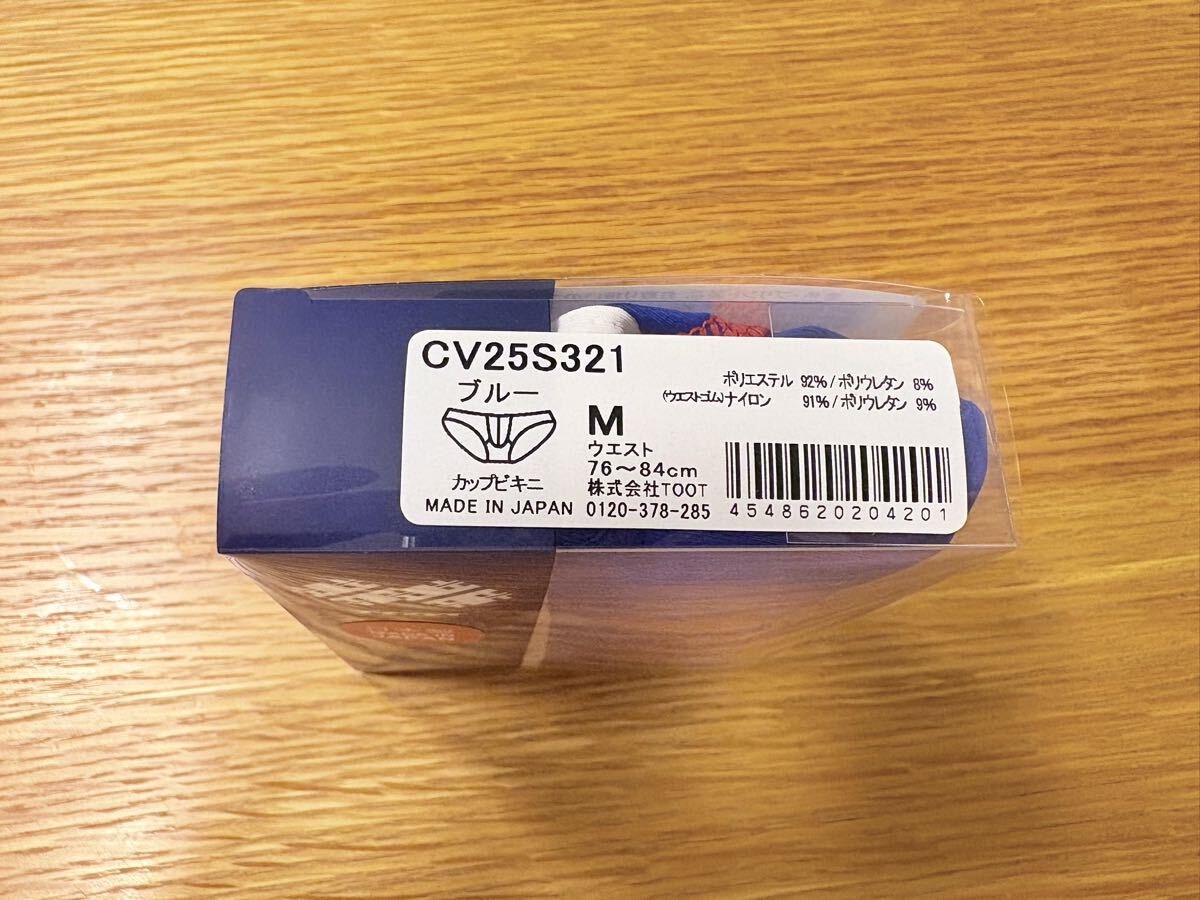 CV25S321
ブルー
カップビキニ
MADE IN JAPAN
M
ウエスト
76～84cm
株式会社TOOT
0120-378-285
ポリエステル 92% / ポリウレタン 8%
(ウエストゴム)ナイロン 91% / ポリウレタン 9%
4548620204201